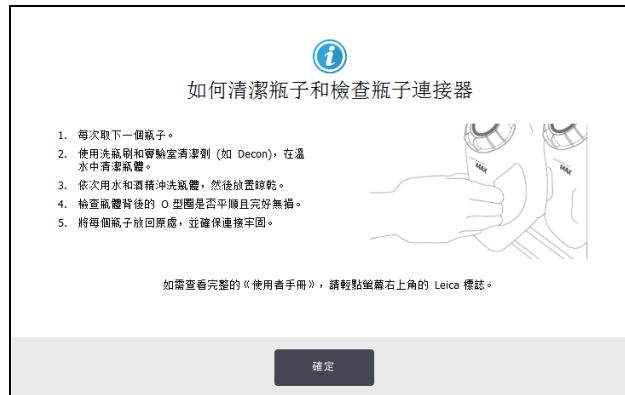 如何清潔瓶子和檢查瓶子連接器
1. 每次取下一個瓶子。
2. 使用洗瓶刷和實驗室清潔劑 (如 Decon)，在溫
水中清潔瓶體。
3. 依次用水和酒精沖洗瓶體，然後放置晾乾。
4. 檢查瓶體背後的 O 型圈是否平順且完好無損。
5. 將每個瓶子放回原處，並確保連接牢固。
MAX
MAX
如需查看完整的《使用者手冊》，請輕點螢幕右上角的 Leica 標誌。
確定